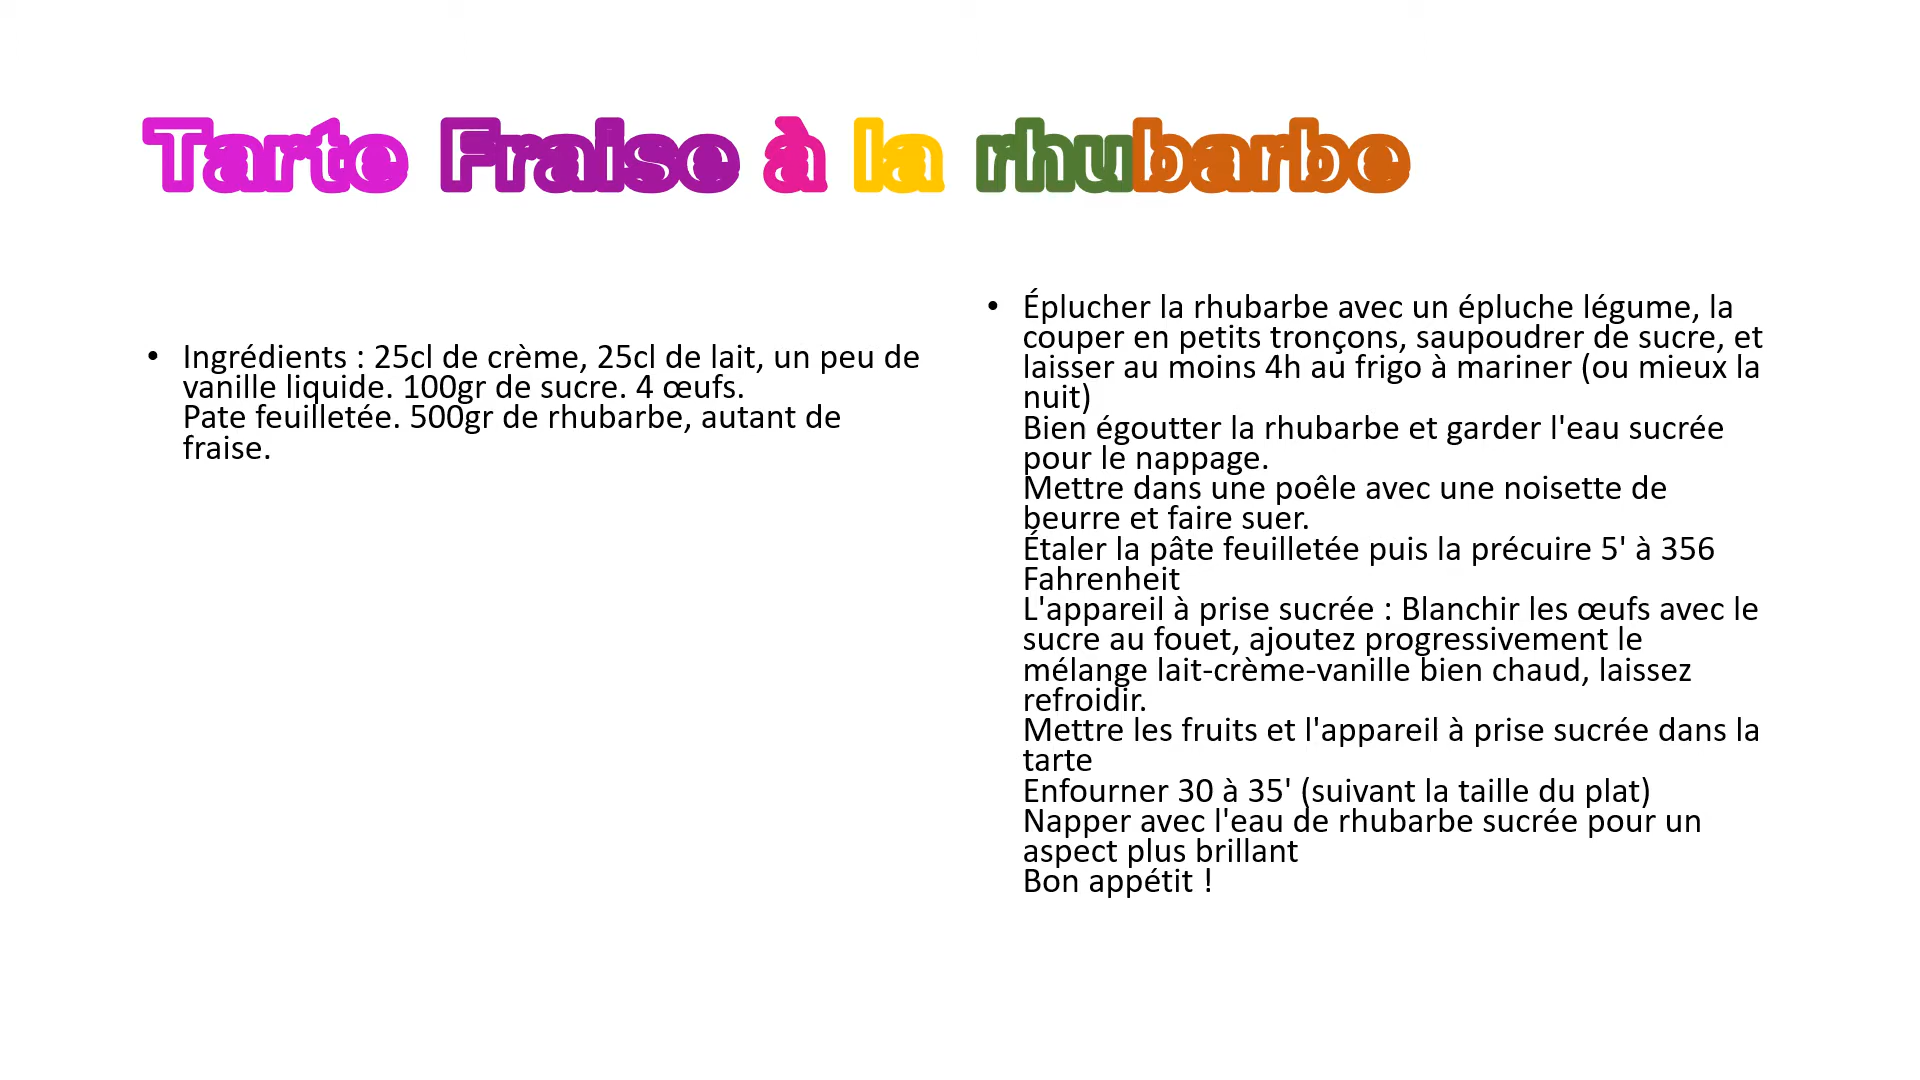 Tarte Fraise à la rhubarbe
• Ingrédients : 25cl de crème, 25cl de lait, un peu de
vanille liquide. 100gr de sucre. 4 œufs.
Pate feuilletée. 500gr de rhubarbe, autant de
fraise.
• Éplucher la rhubarbe avec un épluche légume, la
couper en petits tronçons, saupoudrer de sucre, et
laisser au moins 4h au frigo à mariner (ou mieux la
nuit)
Bien égoutter la rhubarbe et garder l'eau sucrée
pour le nappage.
Mettre dans une poêle avec une noisette de
beurre et faire suer.
Étaler la pâte feuilletée puis la précuire 5' à 356
Fahrenheit
L'appareil à prise sucrée : Blanchir les œufs avec le
sucre au fouet, ajoutez progressivement le
mélange lait-crème-vanille bien chaud, laissez
refroidir.
Mettre les fruits et l'appareil à prise sucrée dans la
tarte
Enfourner 30 à 35' (suivant la taille du plat)
Napper avec l'eau de rhubarbe sucrée pour un
aspect plus brillant
Bon appétit !